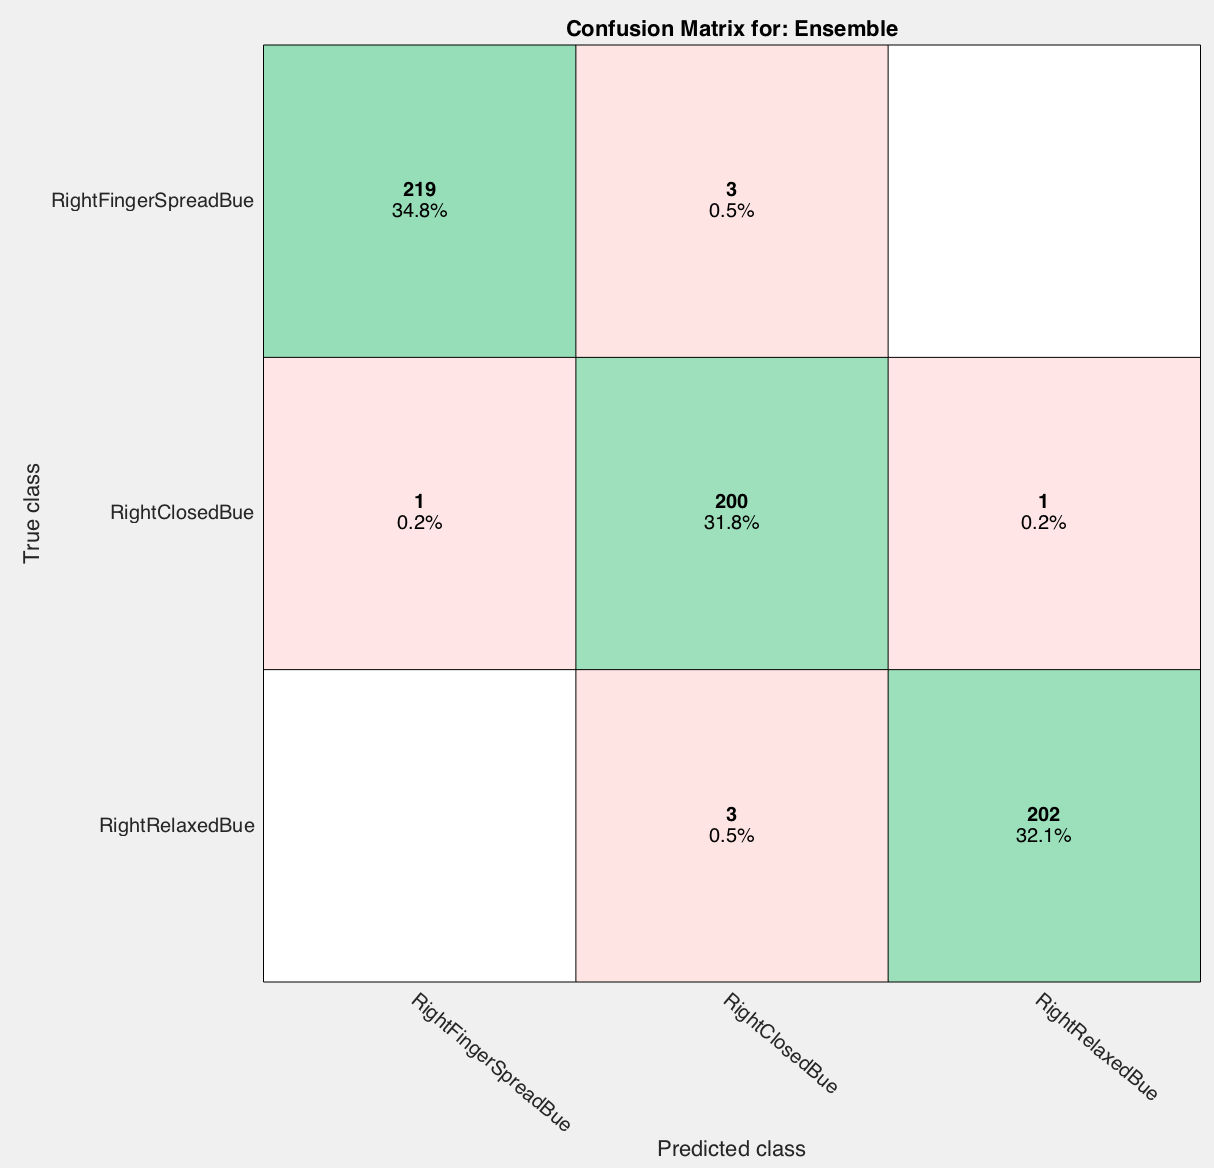 Confusion Matrix for: Ensemble
RightFingerSpreadBue
219
34.8%
3
0.5%
True class
RightClosedBue
1
0.2%
200
31.8%
1
0.2%
RightRelaxedBue
3
0.5%
202
32.1%
RightFingerSpreadBue
RightClosedBue
RightRelaxedBue
Predicted class